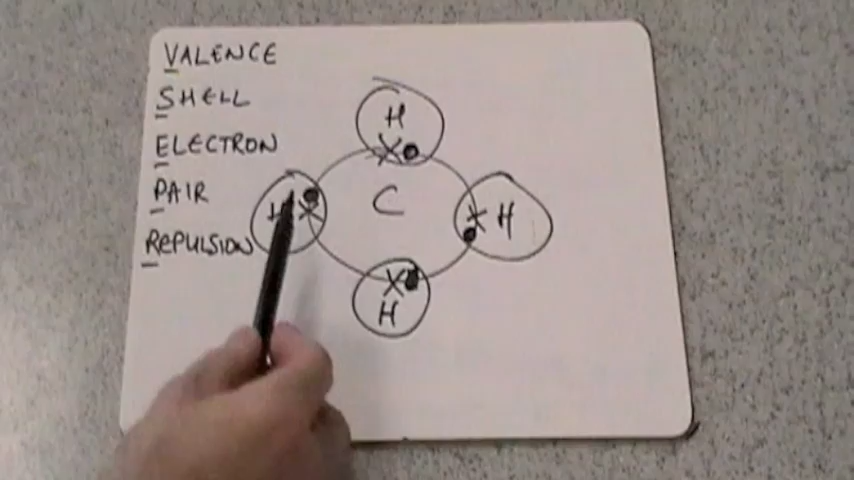 VALENCE
SHELL
ELECTRON
PAIR
REPULSION
H
X
H X
C
X H
X
H